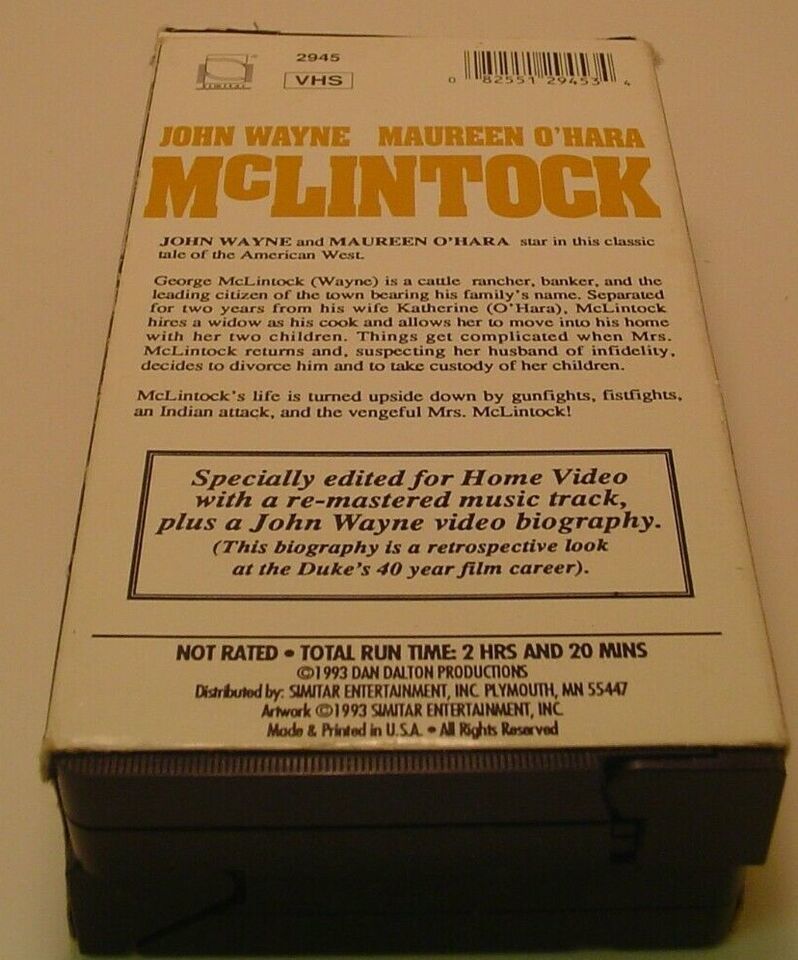 2945
VHS
SIMITAR
0 82551 29453 4
JOHN WAYNE MAUREEN O'HARA
McLINTOCK
JOHN WAYNE and MAUREEN O'HARA star in this classic
tale of the American West.
George McLintock (Wayne) is a cattle rancher, banker, and the
leading citizen of the town bearing his family's name. Separated
for two years from his wife Katherine (O'Hara), McLintock
hires a widow as his cook and allows her to move into his home
with her two children. Things get complicated when Mrs.
McLintock returns and, suspecting her husband of infidelity,
decides to divorce him and to take custody of her children.
McLintock's life is turned upside down by gunfights, fistfights,
an Indian attack, and the vengeful Mrs. McLintock!
Specially edited for Home Video
with a re-mastered music track,
plus a John Wayne video biography.
(This biography is a retrospective look
at the Duke's 40 year film career).
NOT RATED • TOTAL RUN TIME: 2 HRS AND 20 MINS
©1993 DAN DALTON PRODUCTIONS
Distributed by: SIMITAR ENTERTAINMENT, INC. PLYMOUTH, MN 55447
Artwork ©1993 SIMITAR ENTERTAINMENT, INC.
Made & Printed in U.S.A. • All Rights Reserved